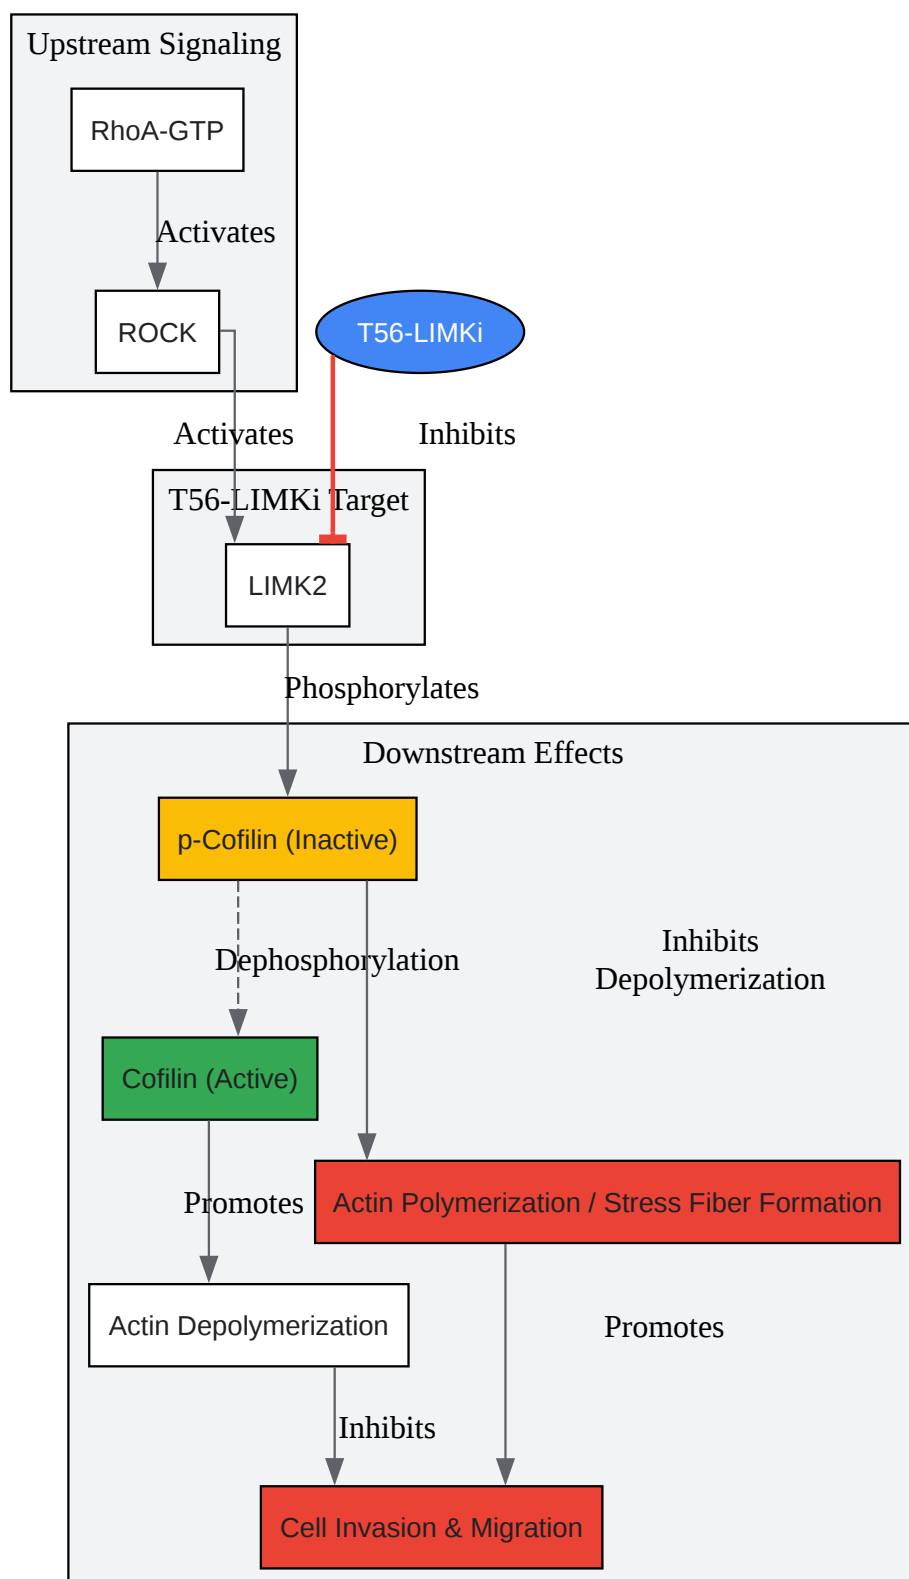 Upstream Signaling
RhoA-GTP
Activates
ROCK
T56-LIMKi
Activates
Inhibits
T56-LIMKi Target
LIMK2
Phosphorylates
Downstream Effects
p-Cofilin (Inactive)
Dephosphorylation
Inhibits
Depolymerization
Cofilin (Active)
Promotes
Actin Polymerization / Stress Fiber Formation
Actin Depolymerization
Promotes
Inhibits
Cell Invasion & Migration